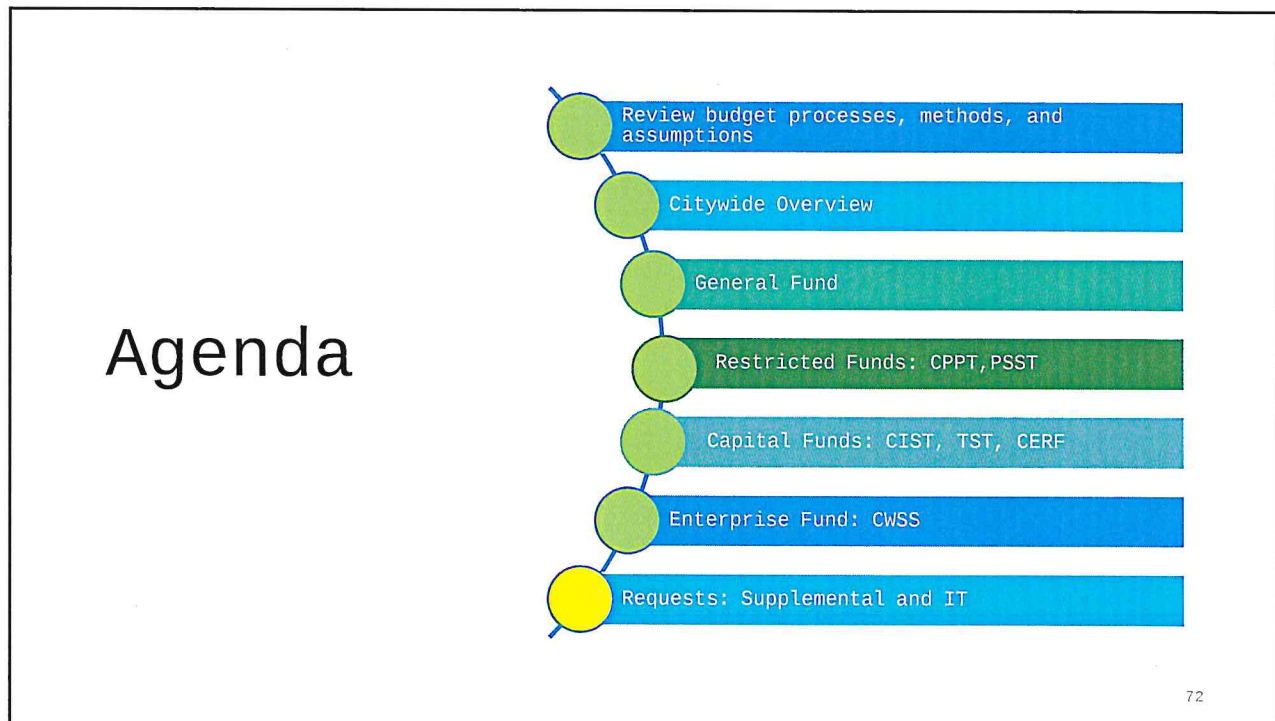 Agenda
Review budget processes, methods, and
assumptions
Citywide Overview
General Fund
Restricted Funds: CPPT,PSST
Capital Funds: CIST, TST, CERF
Enterprise Fund: CWSS
Requests: Supplemental and IT
72